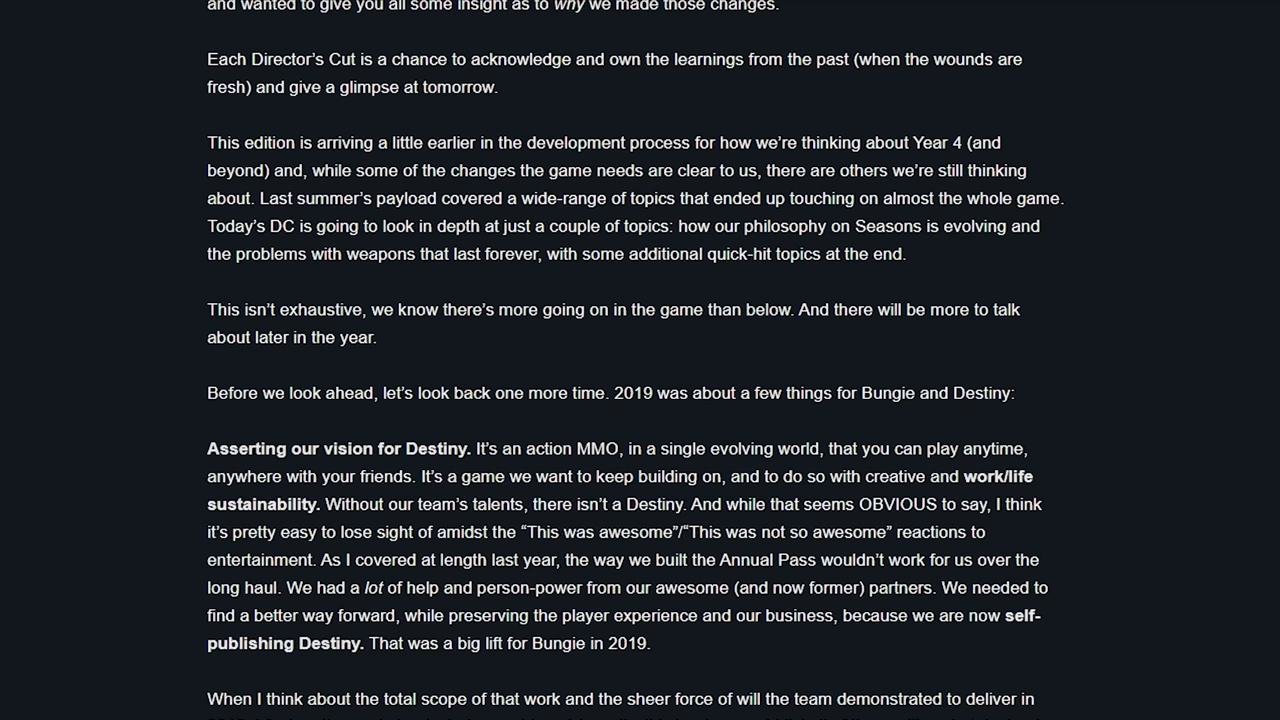 and wanted to give you all some insight as to why we made those changes.
Each Director’s Cut is a chance to acknowledge and own the learnings from the past (when the wounds are
fresh) and give a glimpse at tomorrow.
This edition is arriving a little earlier in the development process for how we’re thinking about Year 4 (and
beyond) and, while some of the changes the game needs are clear to us, there are others we’re still thinking
about. Last summer’s payload covered a wide-range of topics that ended up touching on almost the whole game.
Today’s DC is going to look in depth at just a couple of topics: how our philosophy on Seasons is evolving and
the problems with weapons that last forever, with some additional quick-hit topics at the end.
This isn’t exhaustive, we know there’s more going on in the game than below. And there will be more to talk
about later in the year.
Before we look ahead, let’s look back one more time. 2019 was about a few things for Bungie and Destiny:
Asserting our vision for Destiny. It’s an action MMO, in a single evolving world, that you can play anytime,
anywhere with your friends. It’s a game we want to keep building on, and to do so with creative and work/life
sustainability. Without our team’s talents, there isn’t a Destiny. And while that seems OBVIOUS to say, I think
it’s pretty easy to lose sight of amidst the “This was awesome”/“This was not so awesome” reactions to
entertainment. As I covered at length last year, the way we built the Annual Pass wouldn’t work for us over the
long haul. We had a lot of help and person-power from our awesome (and now former) partners. We needed to
find a better way forward, while preserving the player experience and our business, because we are now self-
publishing Destiny. That was a big lift for Bungie in 2019.
When I think about the total scope of that work and the sheer force of will the team demonstrated to deliver in